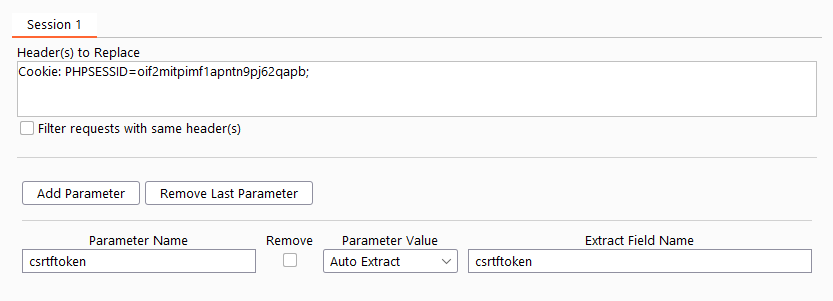 Session 1
Header(s) to Replace
Cookie: PHPSESSID=oif2mitpimf1apntn9pj62qapb;
Filter requests with same header(s)
Add Parameter Remove Last Parameter
Parameter Name Remove Parameter Value Extract Field Name
csrtftoken Auto Extract csrtftoken